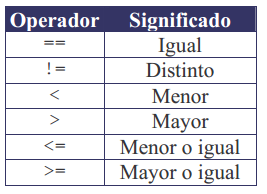 Operador Significado
== Igual
!= Distinto
< Menor
> Mayor
<= Menor o igual
>= Mayor o igual